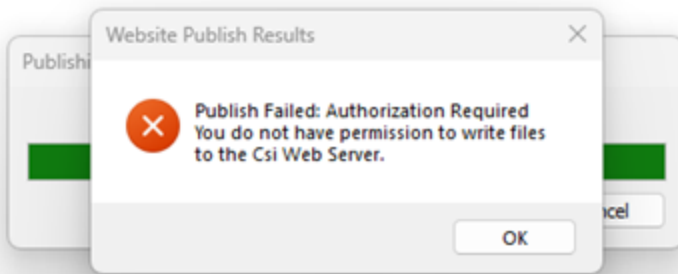 Website Publish Results
Publishi
Publish Failed: Authorization Required
You do not have permission to write files
to the Csi Web Server.
ncel
OK